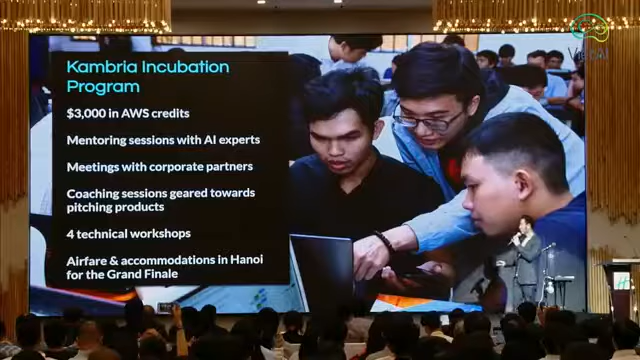 Kambria Incubation
Program
$3,000 in AWS credits
Mentoring sessions with AI experts
Meetings with corporate partners
Coaching sessions geared towards
pitching products
4 technical workshops
Airfare & accommodations in Hanoi
for the Grand Finale